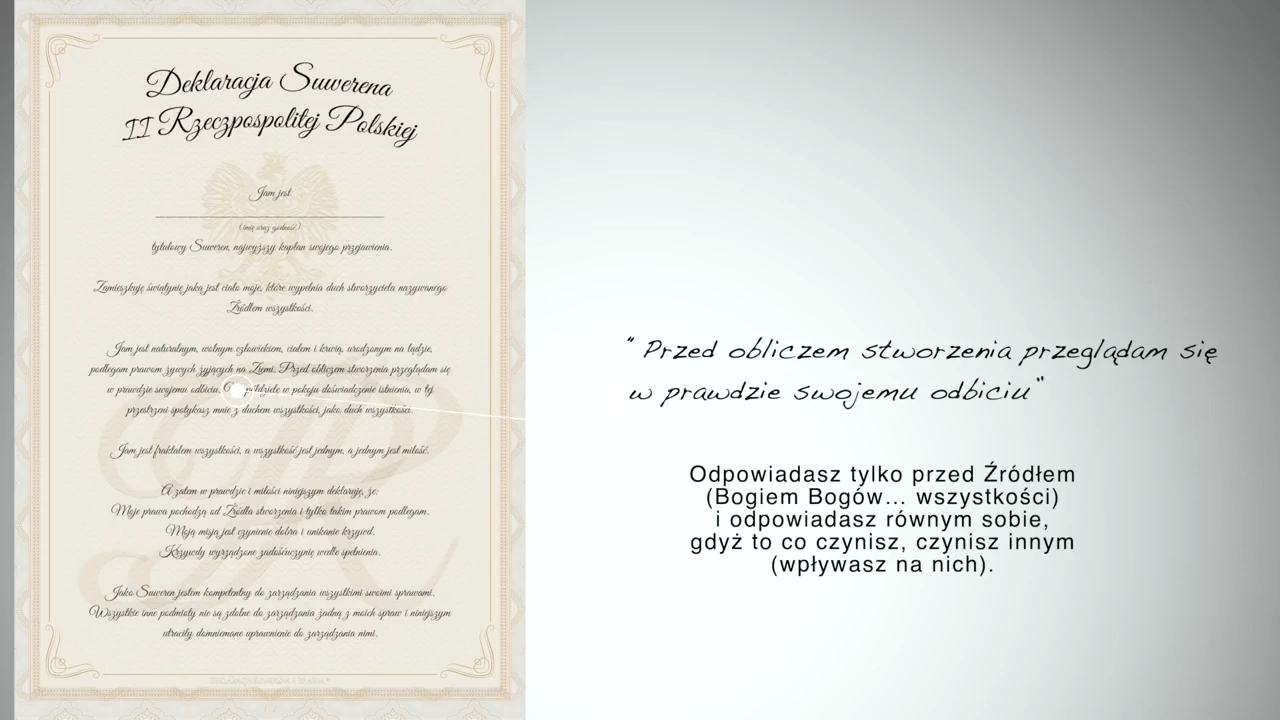 Deklaracja Suwerena
II Rzeczpospolitej Polskiej
Jam jest
(imię oraz godność)
tytułowy Suweren, najwyższy kapłan swojego przejawienia.
Zamieszkuję świątynie jaką jest ciało moje, które wypełnia duch stworzyciela nazywanego
Źródłem wszystkości.
Jam jest naturalnym, wolnym człowiekiem, ciałem i krwią, urodzonym na lądzie,
podlegam prawom żywych żyjących na Ziemi. Przed obliczem stworzenia przeglądam się
w prawdzie swojemu odbiciu. w pokoju doświadczenie istnienia, w tej
przestrzeni spotykasz mnie z duchem wszystkości, jako duch wszystkości.
Jam jest fraktalem wszystkości, a wszystkość jest jednym, a jednym jest miłość.
A zatem w prawdzie i miłości niniejszym deklaruję, że:
Moje prawa pochodzą od Źródła stworzenia i tylko takim prawom podlegam.
Moją misją jest czynienie dobra i unikanie krzywd.
Krzywdy wyrządzone zadośćuczynię wedle spełnienia.
Jako Suweren jestem kompetentny do zarządzania wszystkimi swoimi sprawami.
Wszystkie inne podmioty nie są zdolne do zarządzania żadną z moich spraw i niniejszym
utraciły domniemane uprawnienie do zarządzania nimi.
"Przed obliczem stworzenia przeglądam się
w prawdzie swojemu odbiciu"
Odpowiadasz tylko przed Źródłem
(Bogiem Bogów... wszystkości)
i odpowiadasz równym sobie,
gdyż to co czynisz, czynisz innym
(wpływasz na nich).